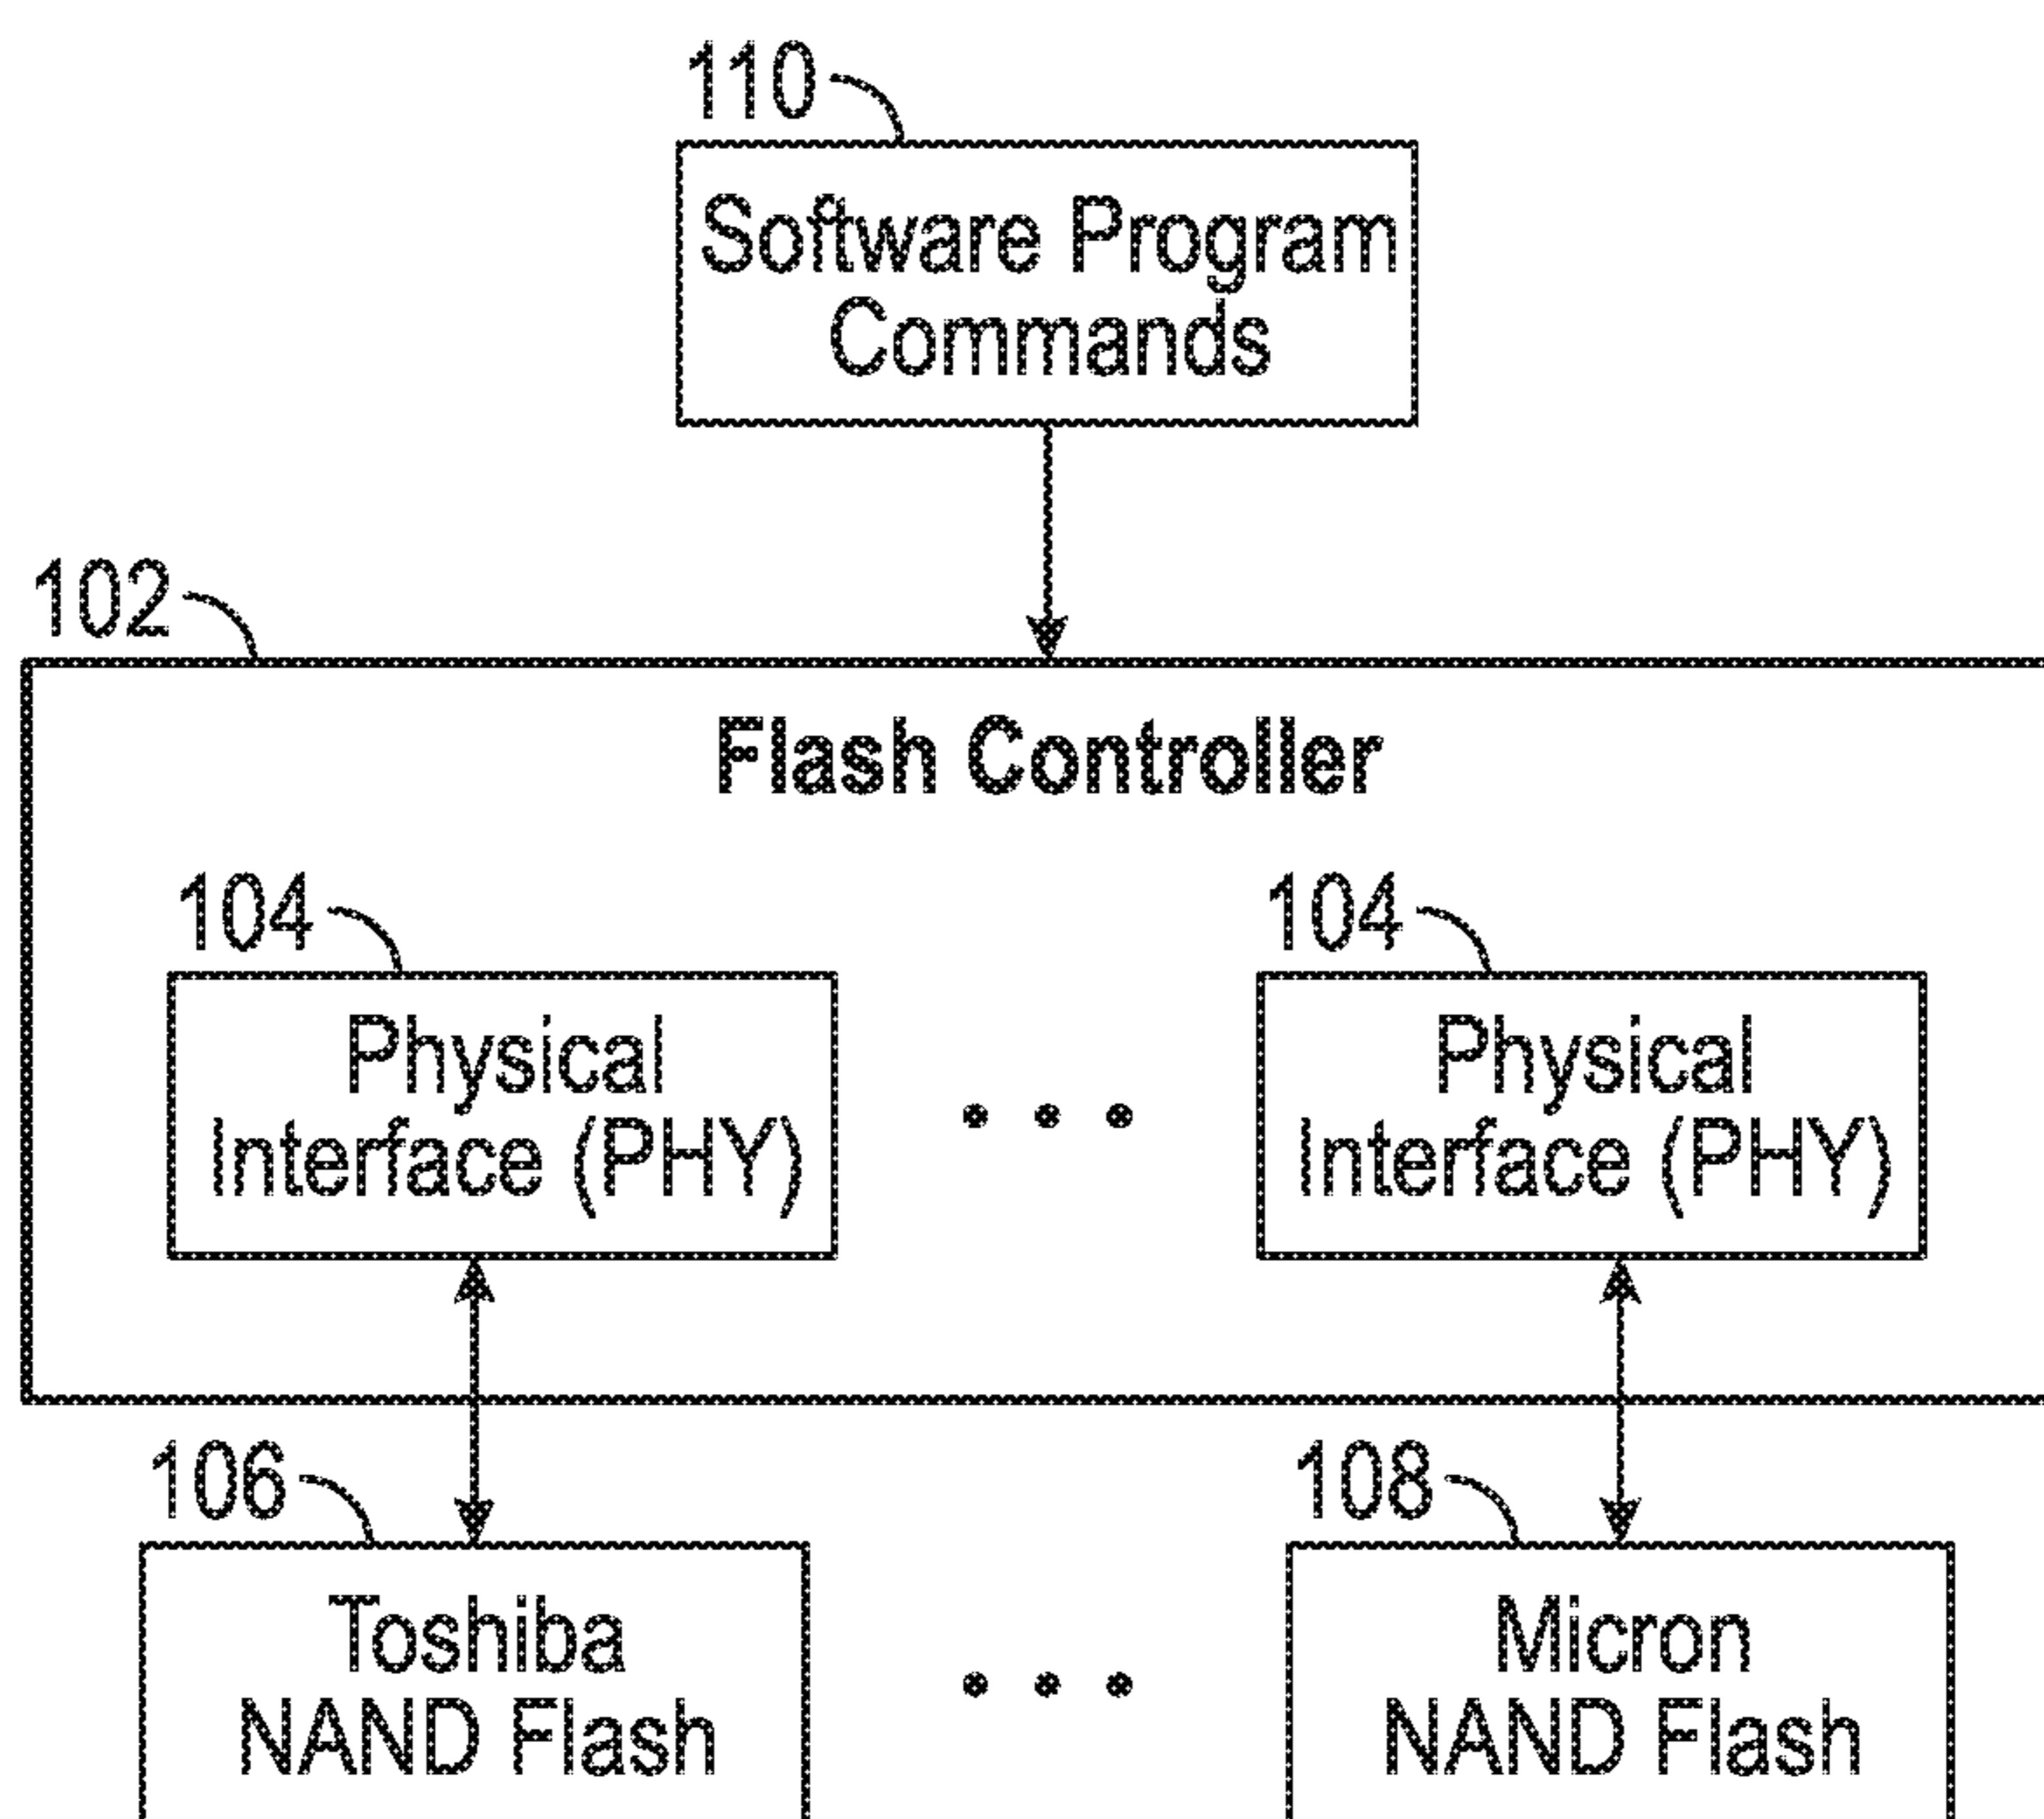 110
Software Program
Commands
102
Flash Controller
104
104
Physical
Interface (PHY)
Physical
Interface (PHY)
106
108
Toshiba
NAND Flash
Micron
NAND Flash